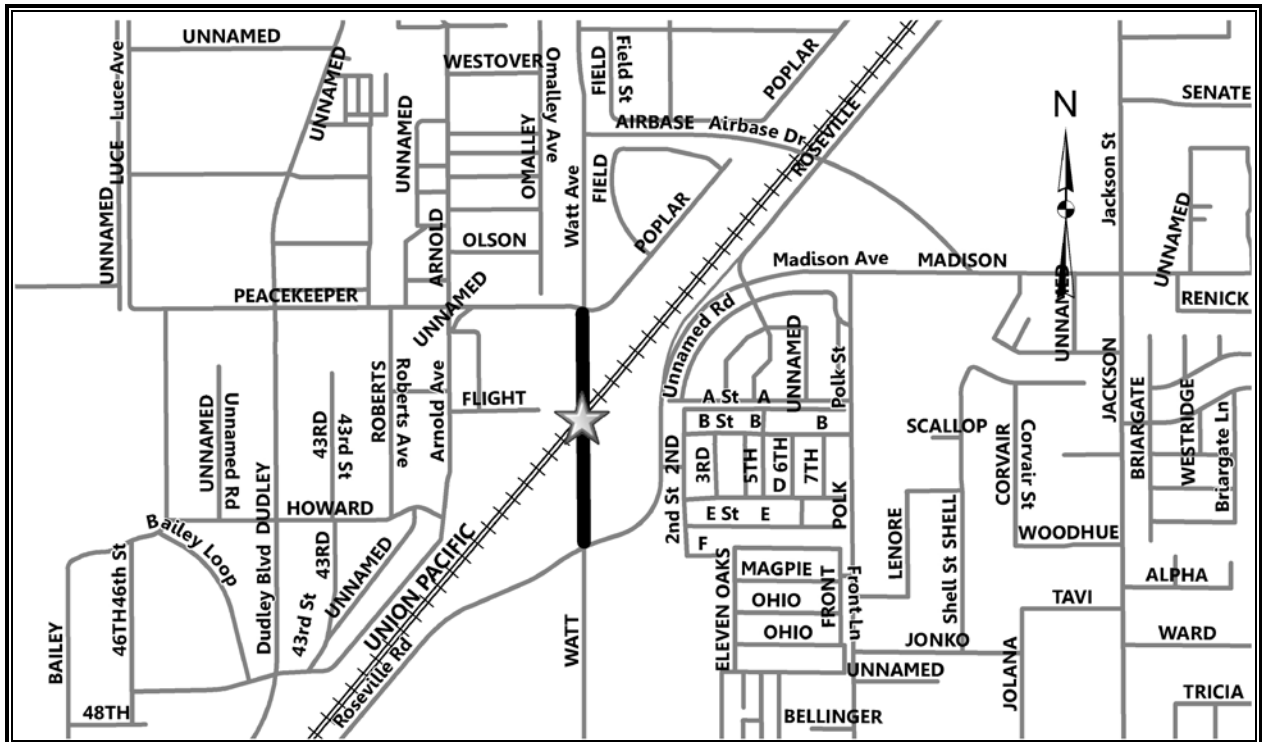 UNNAMED
Luce Ave
LUCE
UNNAMED
UNNAMED
UNNAMED
WESTOVER
Omalley Ave
OMALLEY
ARNOLD
OLSON
UNNAMED
PEACEKEEPER
Watt Ave
FIELD
Field St
POPLAR
AIRBASE
Airbase Dr
ROSEVILLE
FIELD
POPLAR
N
Jackson St
SENATE
UNNAMED
RENICK
Madison Ave
MADISON
UNNAMED
Unnamed Rd
UNNAMED
Polk St
A St
A
B St
B
B
2ND
2nd St
3RD
5TH
6TH
D
7TH
POLK
E St
E
F
ROBERTS
Roberts Ave
Arnold Ave
FLIGHT
UNNAMED
Unnamed Rd
43RD
43rd St
DUDLEY
Dudley Blvd
HOWARD
43RD
43rd St
UNNAMED
UNION PACIFIC
Roseville Rd
Bailey Loop
46TH
46th St
BAILEY
48TH
WATT
ELEVEN OAKS
MAGPIE
OHIO
OHIO
FRONT
Front Ln
BELLINGER
UNNAMED
JONKO
LENORE
Shell St
SHELL
SCALLOP
CORVAIR
Corvair St
WOODHUE
JACKSON
BRIARGATE
WESTRIDGE
Briargate Ln
TAVI
JOLANA
ALPHA
WARD
TRICIA